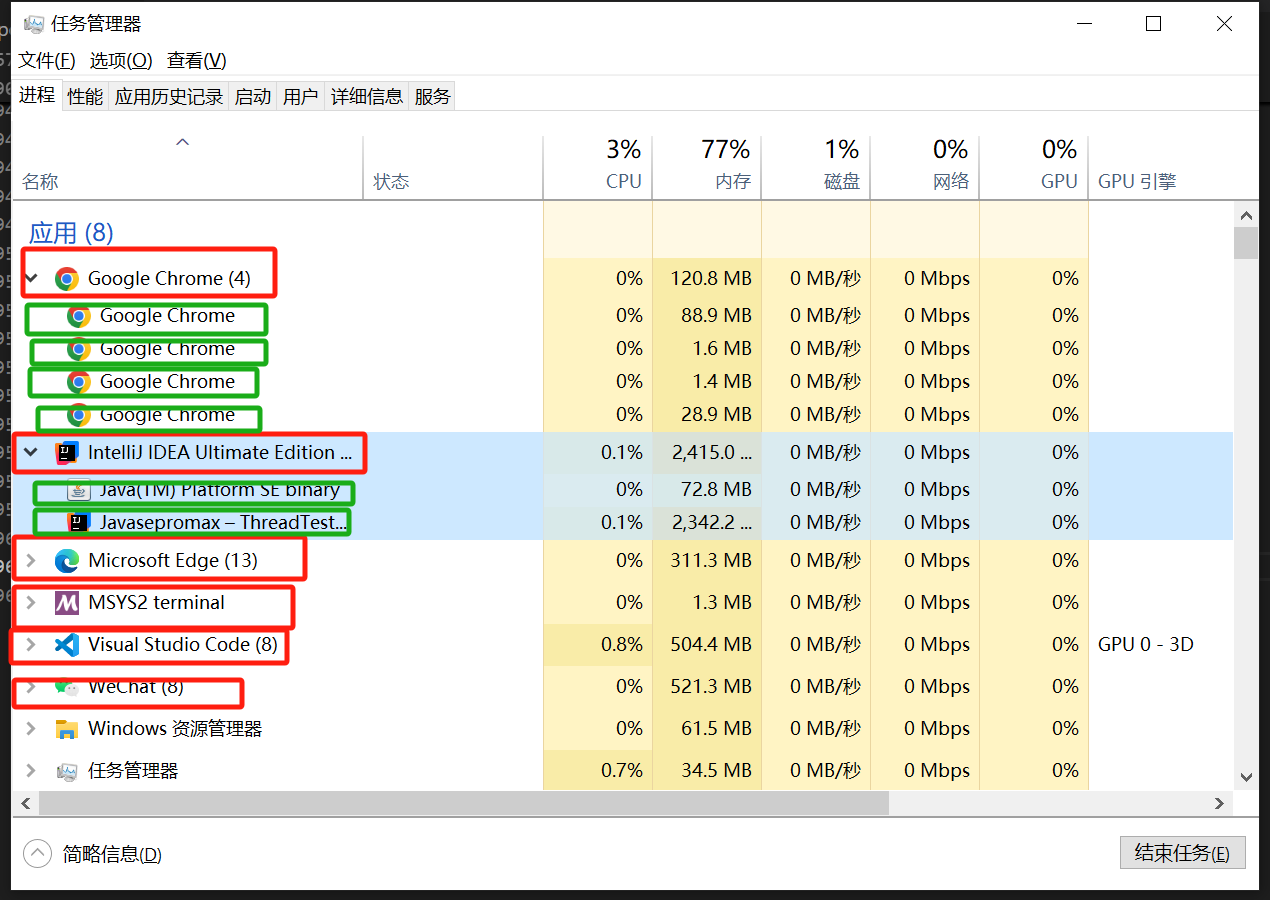 任务管理器
文件(F) 选项(O) 查看(V)
进程 性能 应用历史记录 启动 用户 详细信息 服务
3% 77% 1% 0% 0%
名称 状态 CPU 内存 磁盘 网络 GPU GPU 引擎
应用 (8)
Google Chrome (4) 0% 120.8 MB 0 MB/秒 0 Mbps 0%
Google Chrome 0% 88.9 MB 0 MB/秒 0 Mbps 0%
Google Chrome 0% 1.6 MB 0 MB/秒 0 Mbps 0%
Google Chrome 0% 1.4 MB 0 MB/秒 0 Mbps 0%
Google Chrome 0% 28.9 MB 0 MB/秒 0 Mbps 0%
IntelliJ IDEA Ultimate Edition ... 0.1% 2,415.0 ... 0 MB/秒 0 Mbps 0%
Java(TM) Platform SE binary 0% 72.8 MB 0 MB/秒 0 Mbps 0%
Javasepromax – ThreadTest... 0.1% 2,342.2 ... 0 MB/秒 0 Mbps 0%
Microsoft Edge (13) 0% 311.3 MB 0 MB/秒 0 Mbps 0%
MSYS2 terminal 0% 1.3 MB 0 MB/秒 0 Mbps 0%
Visual Studio Code (8) 0.8% 504.4 MB 0 MB/秒 0 Mbps 0% GPU 0 - 3D
WeChat (8) 0% 521.3 MB 0 MB/秒 0 Mbps 0%
Windows 资源管理器 0% 61.5 MB 0 MB/秒 0 Mbps 0%
任务管理器 0.7% 34.5 MB 0 MB/秒 0 Mbps 0%
简略信息(D) 结束任务(E)